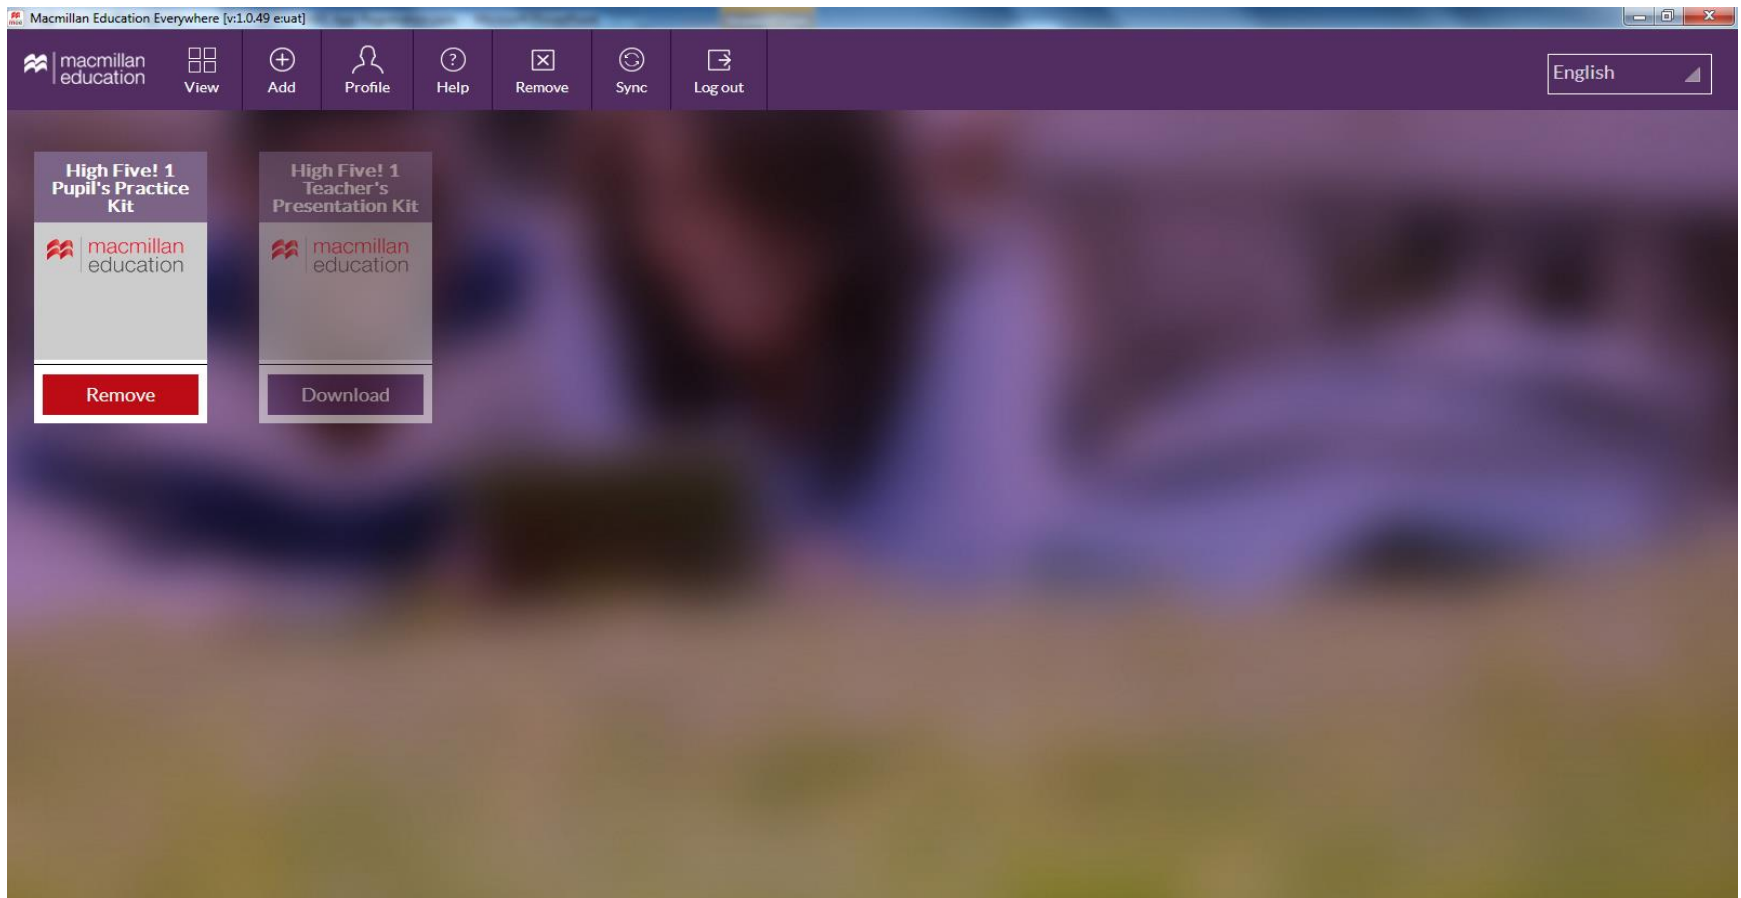 Macmillan Education Everywhere [v:1.0.49 e:uat]
macmillan
education
View
Add
Profile
Help
Remove
Sync
Log out
English
High Five! 1
Pupil's Practice
Kit
macmillan
education
Remove
High Five! 1
Teacher's
Presentation Kit
macmillan
education
Download